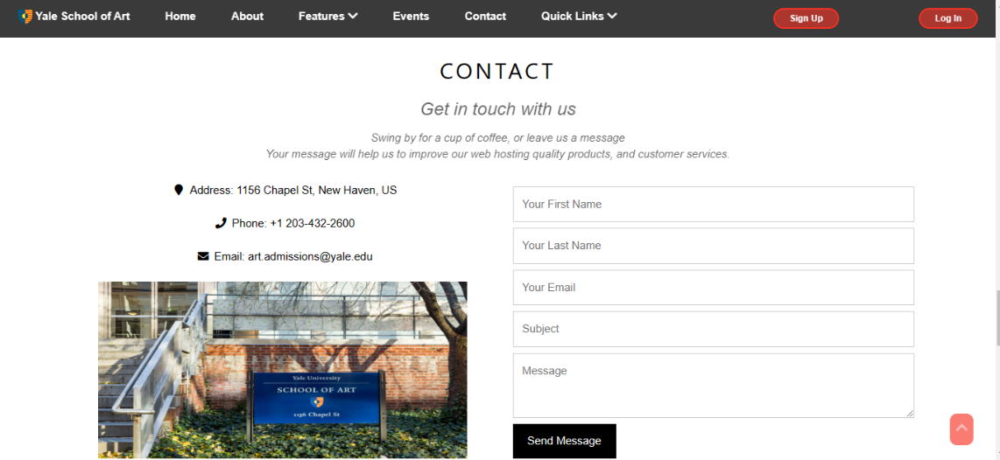 Yale School of Art
Home
About
Features
Events
Contact
Quick Links
Sign Up
Log In
CONTACT
Get in touch with us
Swing by for a cup of coffee, or leave us a message
Your message will help us to improve our web hosting quality products, and customer services.
Address: 1156 Chapel St, New Haven, US
Phone: +1 203-432-2600
Email: art.admissions@yale.edu
Yale University
SCHOOL OF ART
1156 Chapel St
Your First Name
Your Last Name
Your Email
Subject
Message
Send Message